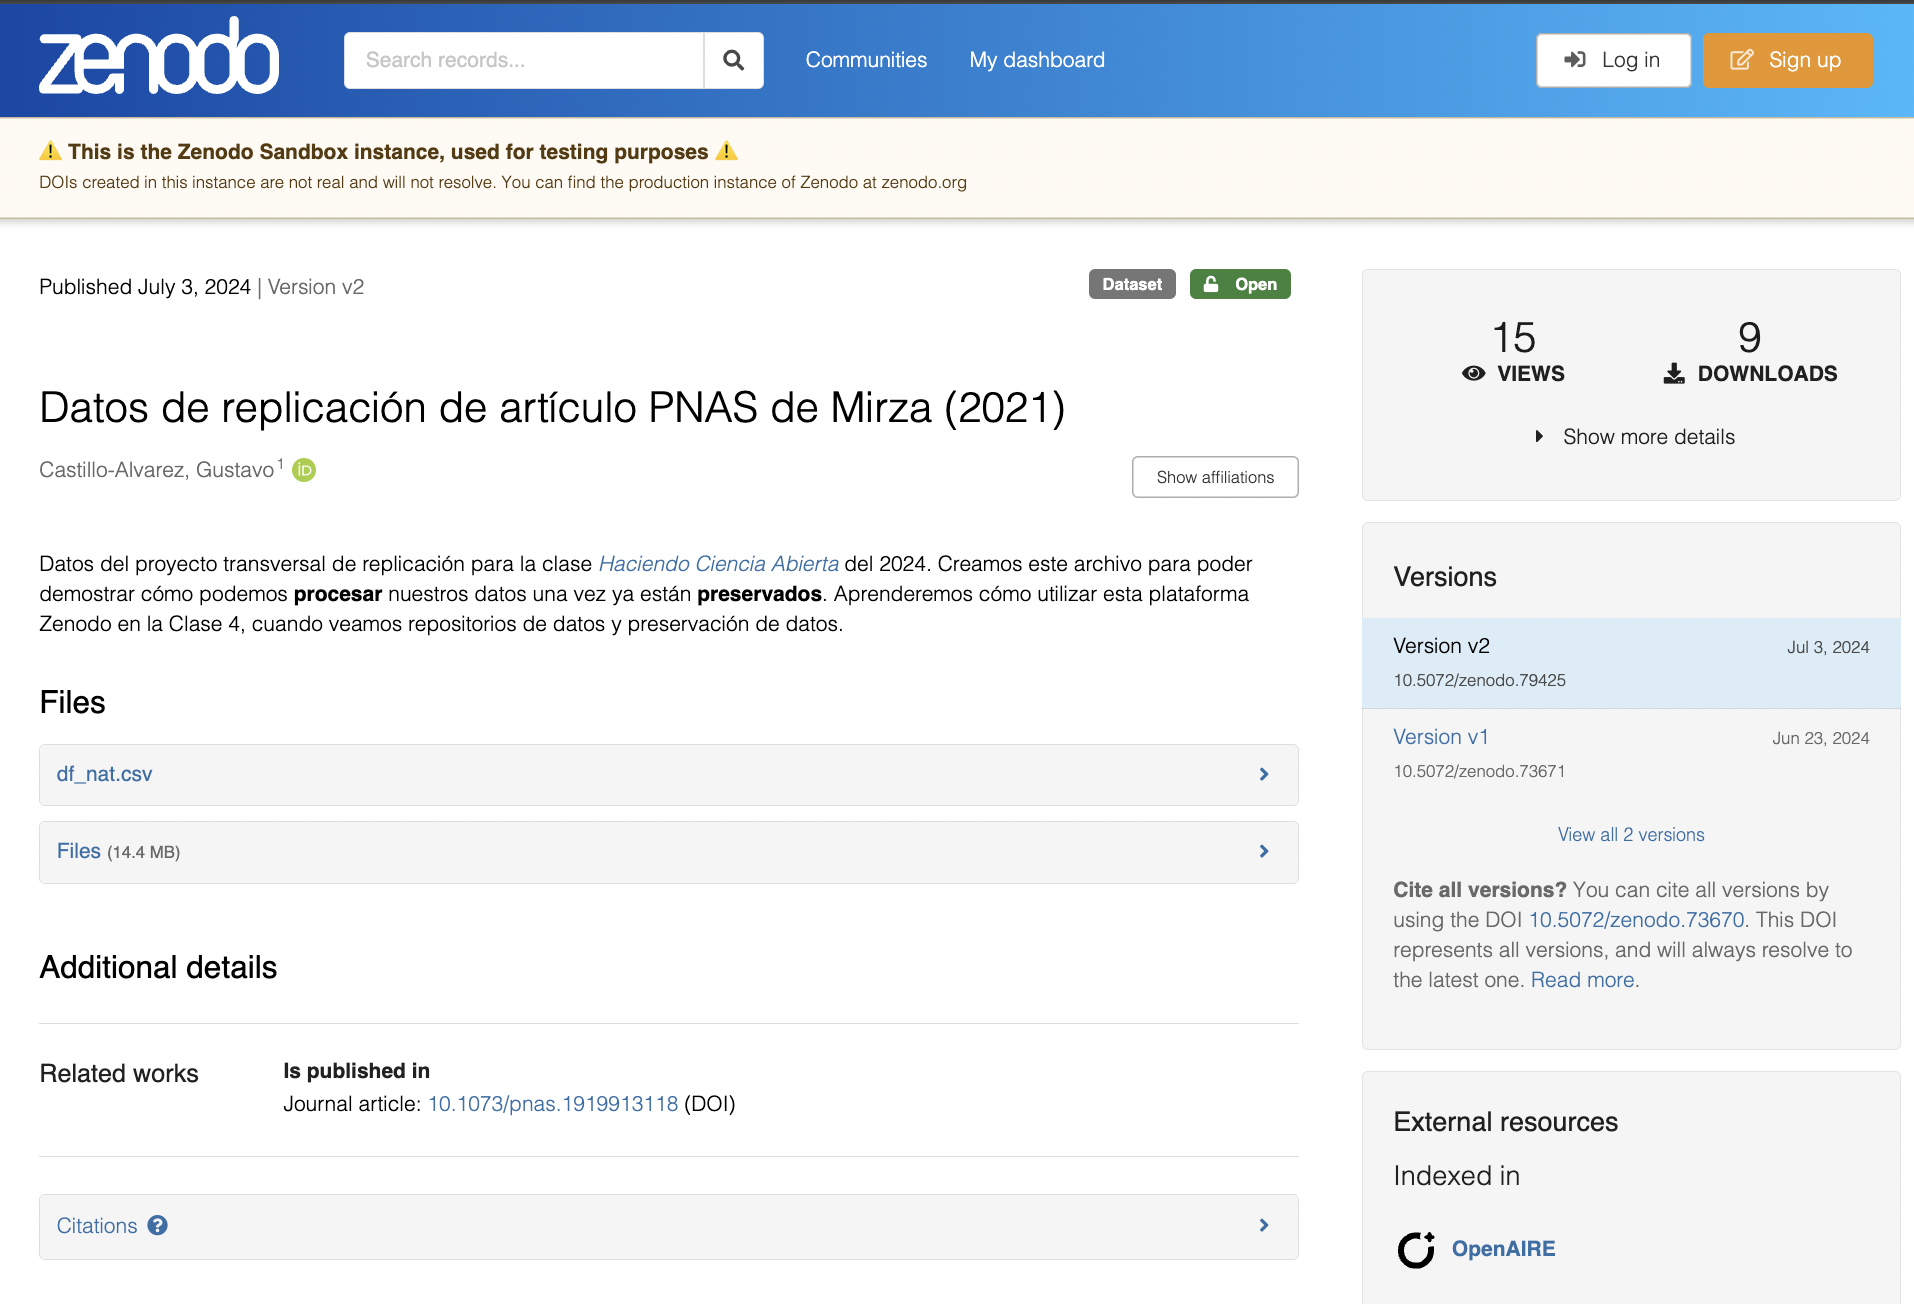 zenodo
Search records...
Communities
My dashboard
Log in
Sign up
This is the Zenodo Sandbox instance, used for testing purposes
DOIs created in this instance are not real and will not resolve. You can find the production instance of Zenodo at zenodo.org
Published July 3, 2024 | Version v2
Dataset
Open
Datos de replicación de artículo PNAS de Mirza (2021)
Castillo-Alvarez, Gustavo 1 iD
Show affiliations
Datos del proyecto transversal de replicación para la clase Haciendo Ciencia Abierta del 2024. Creamos este archivo para poder
demostrar cómo podemos procesar nuestros datos una vez ya están preservados. Aprenderemos cómo utilizar esta plataforma
Zenodo en la Clase 4, cuando veamos repositorios de datos y preservación de datos.
Files
df_nat.csv
Files (14.4 MB)
Additional details
Related works
Is published in
Journal article: 10.1073/pnas.1919913118 (DOI)
Citations ?
15
VIEWS
9
DOWNLOADS
Show more details
Versions
Version v2
Jul 3, 2024
10.5072/zenodo.79425
Version v1
Jun 23, 2024
10.5072/zenodo.73671
View all 2 versions
Cite all versions? You can cite all versions by
using the DOI 10.5072/zenodo.73670. This DOI
represents all versions, and will always resolve to
the latest one. Read more.
External resources
Indexed in
OpenAIRE